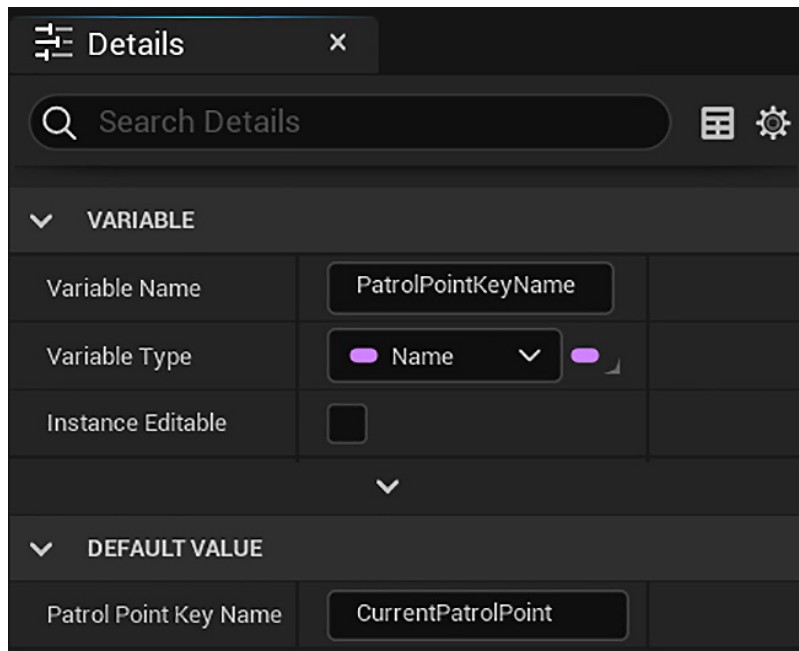 Details
Search Details
VARIABLE
Variable Name PatrolPointKeyName
Variable Type Name
Instance Editable
DEFAULT VALUE
Patrol Point Key Name CurrentPatrolPoint